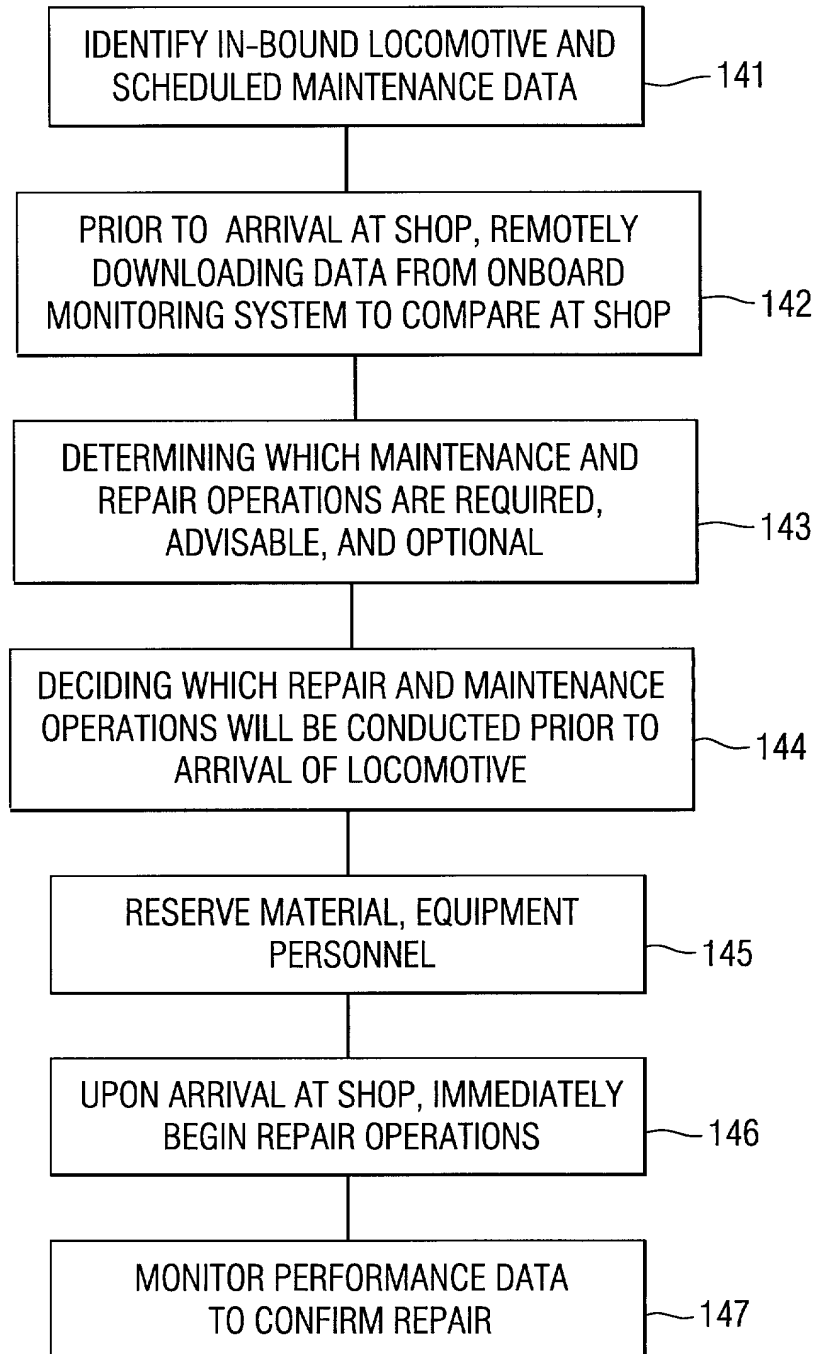 IDENTIFY IN-BOUND LOCOMOTIVE AND
SCHEDULED MAINTENANCE DATA
141
PRIOR TO ARRIVAL AT SHOP, REMOTELY
DOWNLOADING DATA FROM ONBOARD
MONITORING SYSTEM TO COMPARE AT SHOP
142
DETERMINING WHICH MAINTENANCE AND
REPAIR OPERATIONS ARE REQUIRED,
ADVISABLE, AND OPTIONAL
143
DECIDING WHICH REPAIR AND MAINTENANCE
OPERATIONS WILL BE CONDUCTED PRIOR TO
ARRIVAL OF LOCOMOTIVE
144
RESERVE MATERIAL, EQUIPMENT
PERSONNEL
145
UPON ARRIVAL AT SHOP, IMMEDIATELY
BEGIN REPAIR OPERATIONS
146
MONITOR PERFORMANCE DATA
TO CONFIRM REPAIR
147